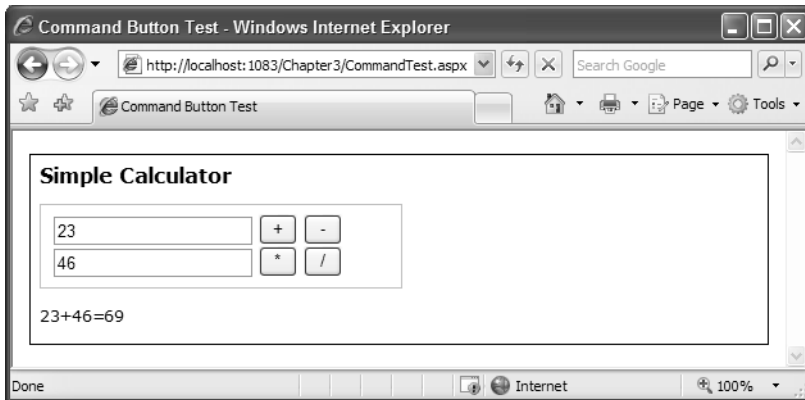 Command Button Test - Windows Internet Explorer
http://localhost:1083/Chapter3/CommandTest.aspx
Search Google
Command Button Test
Page
Tools
Simple Calculator
23
+ -
46
* /
23+46=69
Done
Internet
100%